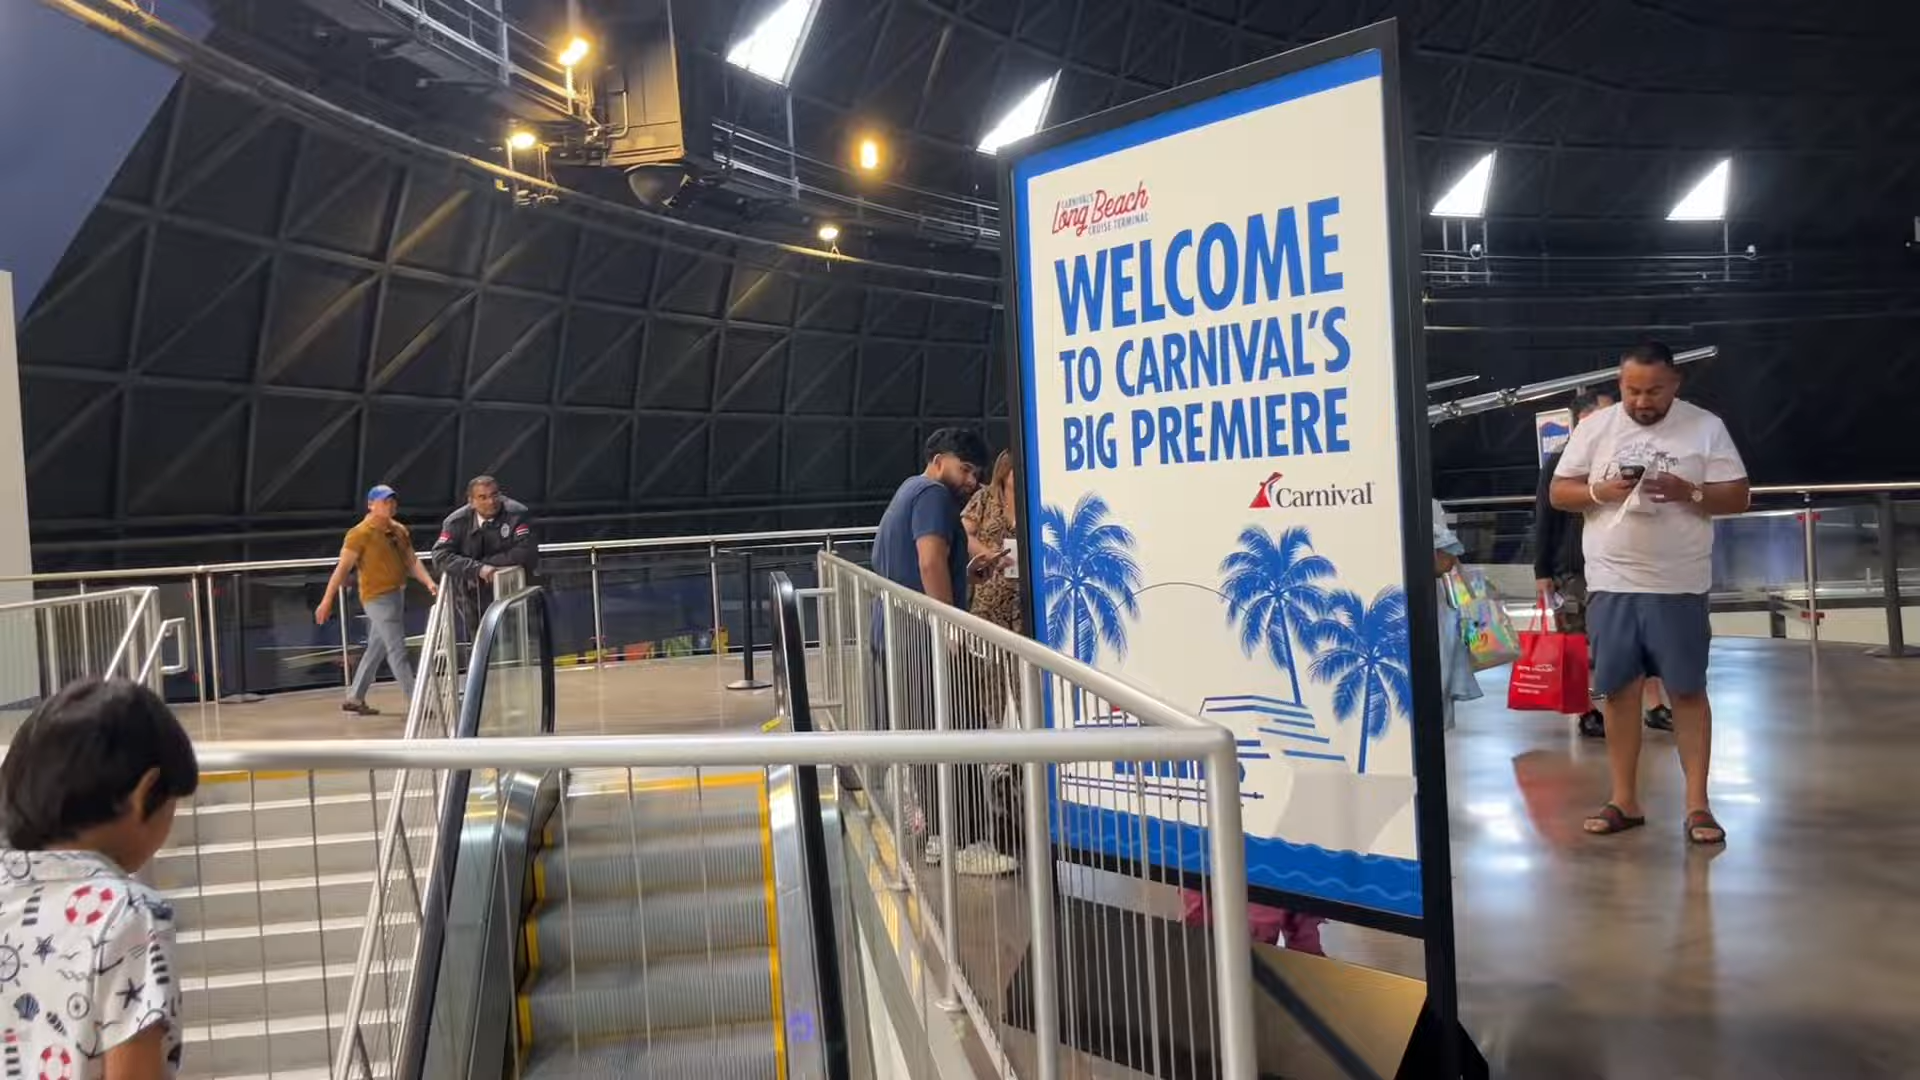 CARNIVAL'S
Long Beach
CRUISE TERMINAL
WELCOME
TO CARNIVAL'S
BIG PREMIERE
Carnival